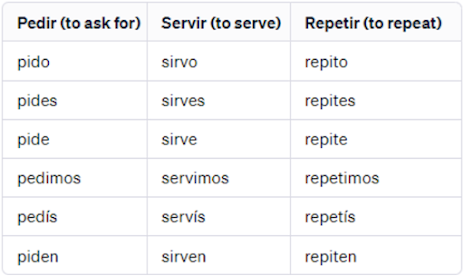 Pedir (to ask for) Servir (to serve) Repetir (to repeat)
pido sirvo repito
pides sirves repites
pide sirve repite
pedimos servimos repetimos
pedís servís repetís
piden sirven repiten